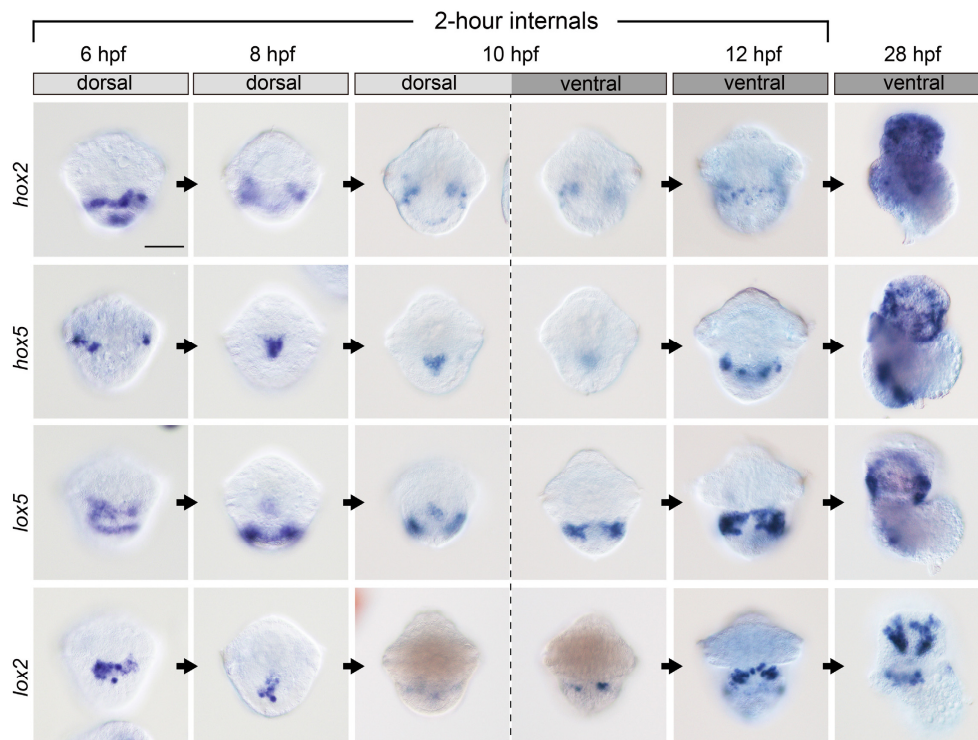 2-hour internals
6 hpf 8 hpf 10 hpf 12 hpf 28 hpf
dorsal dorsal dorsal ventral ventral ventral
hox2
hox5
lox5
lox2